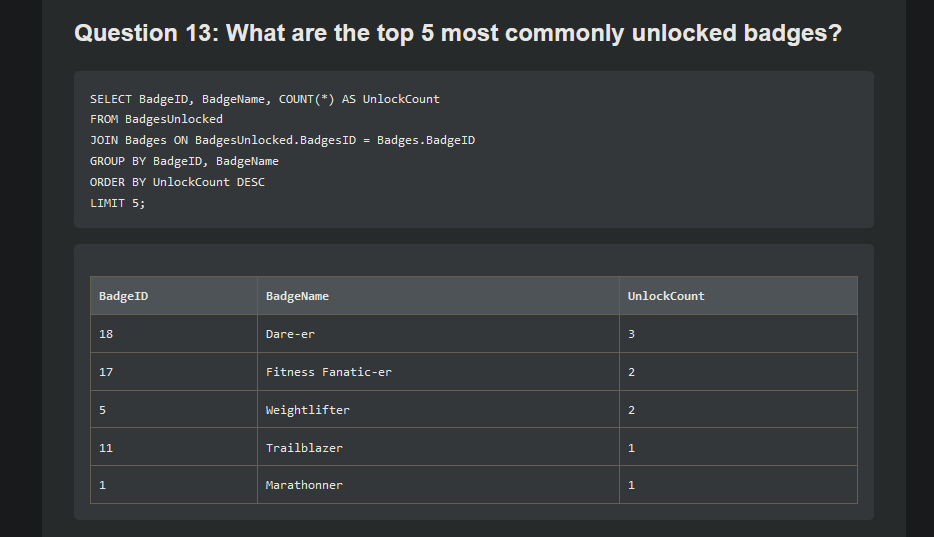 Question 13: What are the top 5 most commonly unlocked badges?
SELECT BadgeID, BadgeName, COUNT(*) AS UnlockCount
FROM BadgesUnlocked
JOIN Badges ON BadgesUnlocked.BadgesID = Badges.BadgeID
GROUP BY BadgeID, BadgeName
ORDER BY UnlockCount DESC
LIMIT 5;
BadgeID BadgeName UnlockCount
18 Dare-er 3
17 Fitness Fanatic-er 2
5 Weightlifter 2
11 Trailblazer 1
1 Marathonner 1